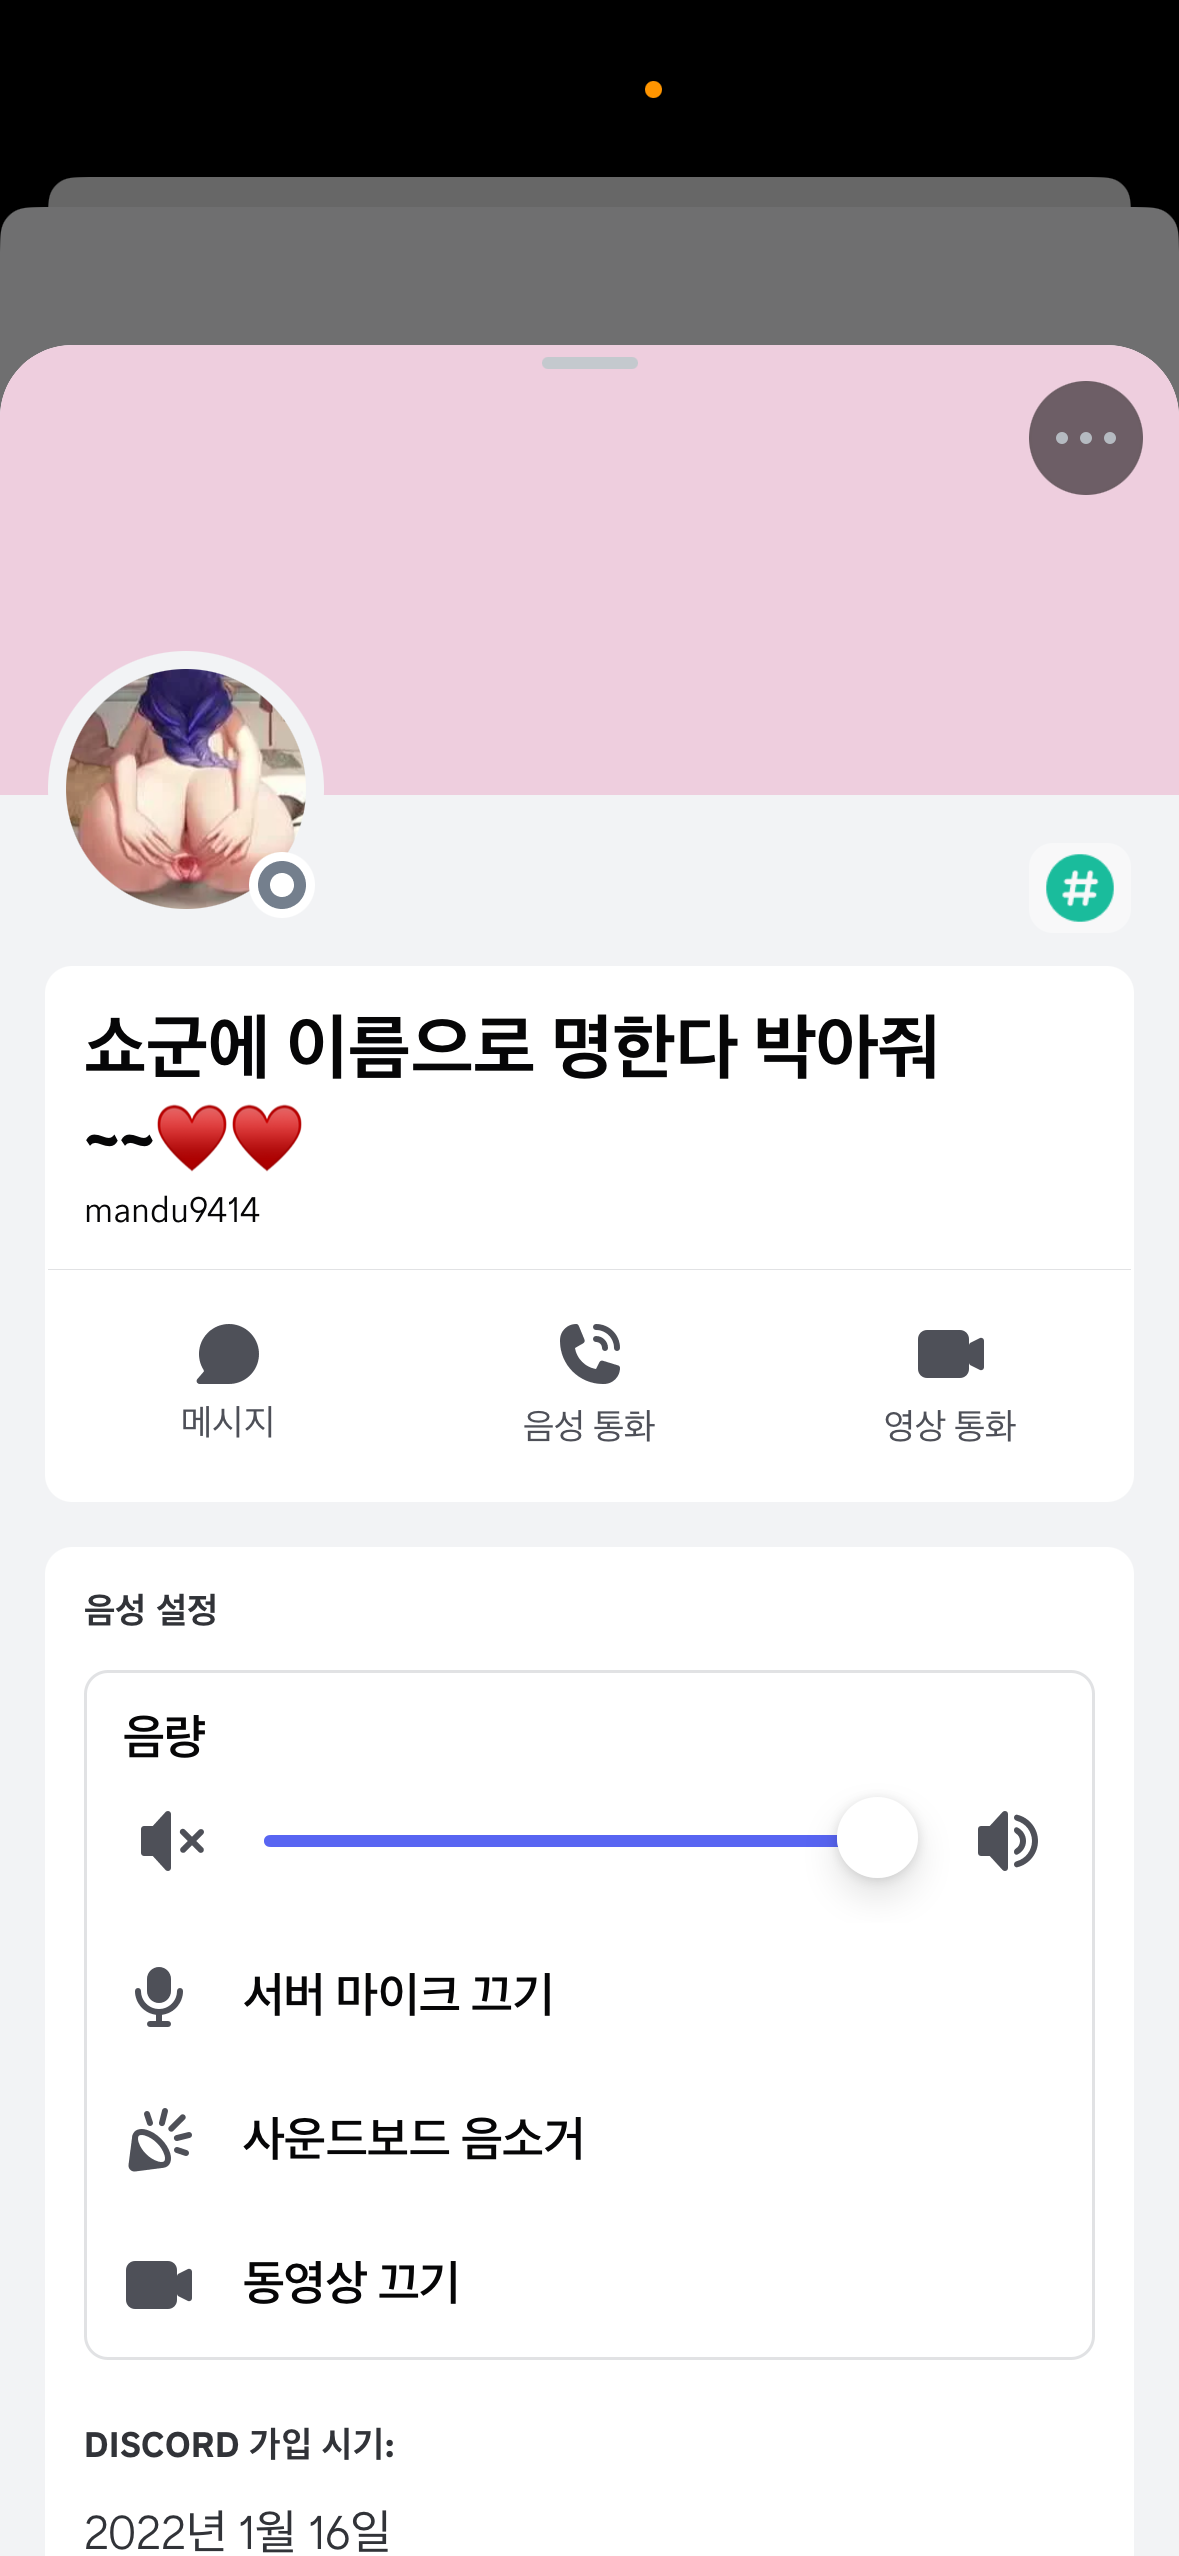 쇼군에 이름으로 명한다 박아줘
~~♥️♥️
mandu9414
메시지
음성 통화
영상 통화
음성 설정
음량
서버 마이크 끄기
사운드보드 음소거
동영상 끄기
DISCORD 가입 시기:
2022년 1월 16일